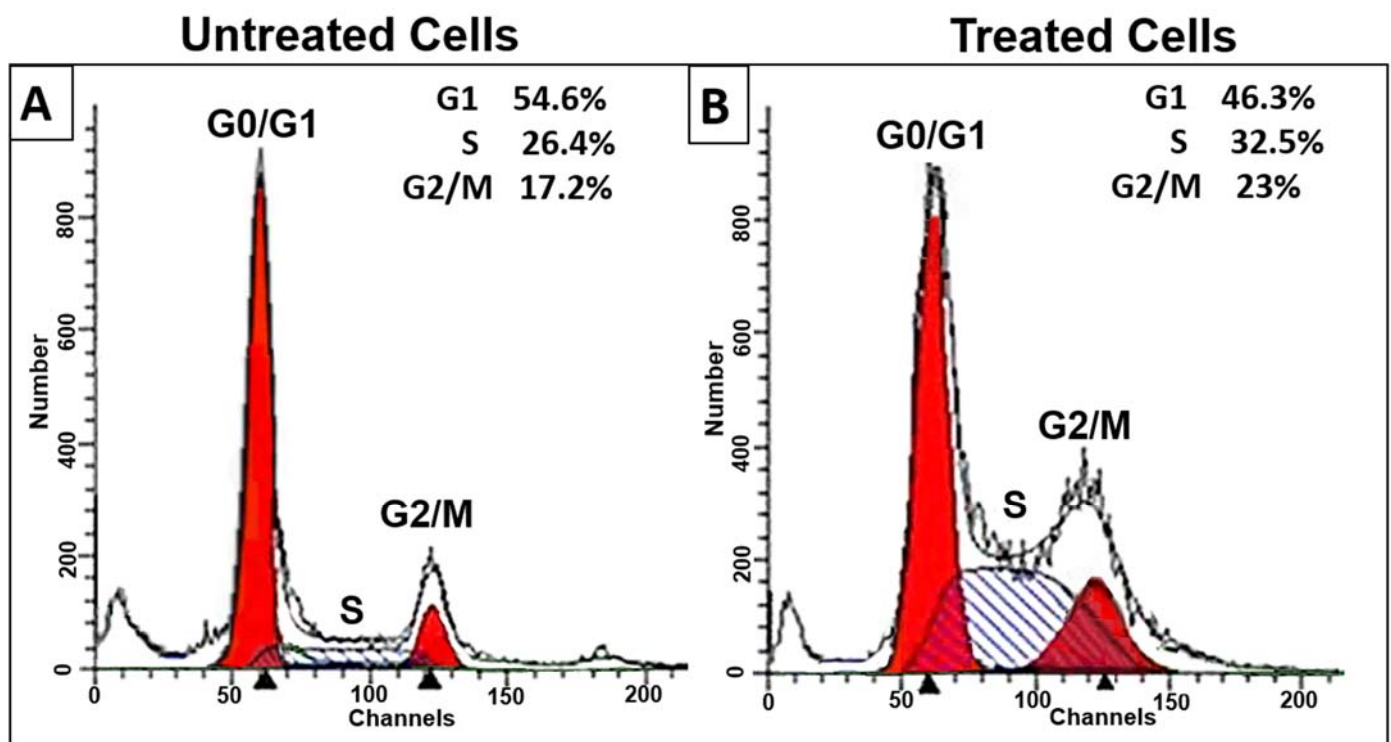 Untreated Cells
Treated Cells
A
G0/G1
G1 54.6%
S 26.4%
G2/M 17.2%
G2/M
S
Number
800
600
400
200
0
0 50 100 150 200
Channels
B
G0/G1
G1 46.3%
S 32.5%
G2/M 23%
G2/M
S
Number
800
600
400
200
0
0 50 100 150 200
Channels